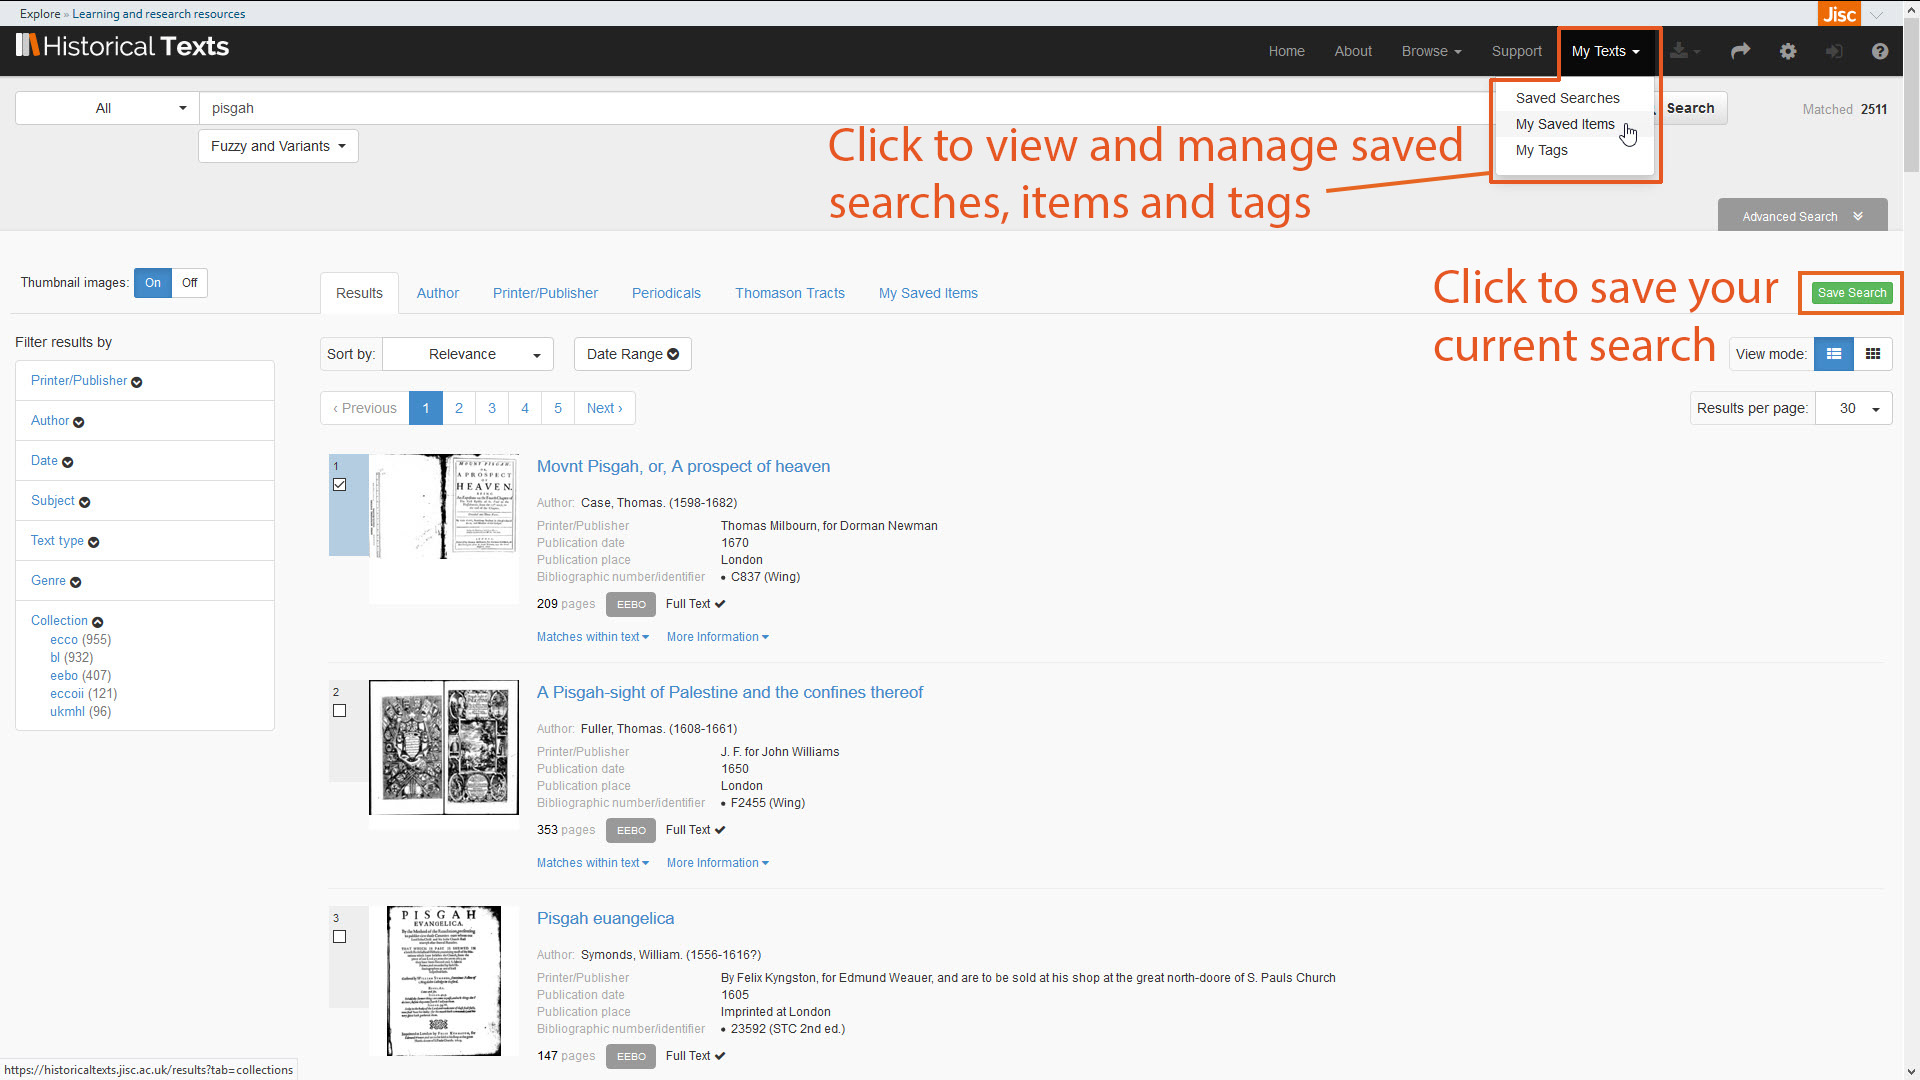 Explore » Learning and research resources
Jisc
Historical Texts
Home About Browse Support My Texts
All pisgah Search Matched 2511
Saved Searches
My Saved Items
My Tags
Fuzzy and Variants
Click to view and manage saved
searches, items and tags
Advanced Search
Thumbnail images: On Off
Results Author Printer/Publisher Periodicals Thomason Tracts My Saved Items
Save Search
Click to save your
current search
Filter results by
Printer/Publisher
Author
Date
Subject
Text type
Genre
Collection
ecco (955)
bl (932)
eebo (407)
eccoii (121)
ukmhl (96)
Sort by: Relevance Date Range
View mode:
‹ Previous 1 2 3 4 5 Next ›
Results per page: 30
1
MOUNT PISGAH,
A PROSPECT
OF
HEAVEN.
Movnt Pisgah, or, A prospect of heaven
Author: Case, Thomas. (1598-1682)
Printer/Publisher Thomas Milbourn, for Dorman Newman
Publication date 1670
Publication place London
Bibliographic number/identifier • C837 (Wing)
209 pages EEBO Full Text
Matches within text More Information
2
A Pisgah-sight of Palestine and the confines thereof
Author: Fuller, Thomas. (1608-1661)
Printer/Publisher J. F. for John Williams
Publication date 1650
Publication place London
Bibliographic number/identifier • F2455 (Wing)
353 pages EEBO Full Text
Matches within text More Information
3
PISGAH
EVANGELICA.
Pisgah euangelica
Author: Symonds, William. (1556-1616?)
Printer/Publisher By Felix Kyngston, for Edmund Weauer, and are to be sold at his shop at the great north-doore of S. Pauls Church
Publication date 1605
Publication place Imprinted at London
Bibliographic number/identifier • 23592 (STC 2nd ed.)
147 pages EEBO Full Text
https://historicaltexts.jisc.ac.uk/results?tab=collections